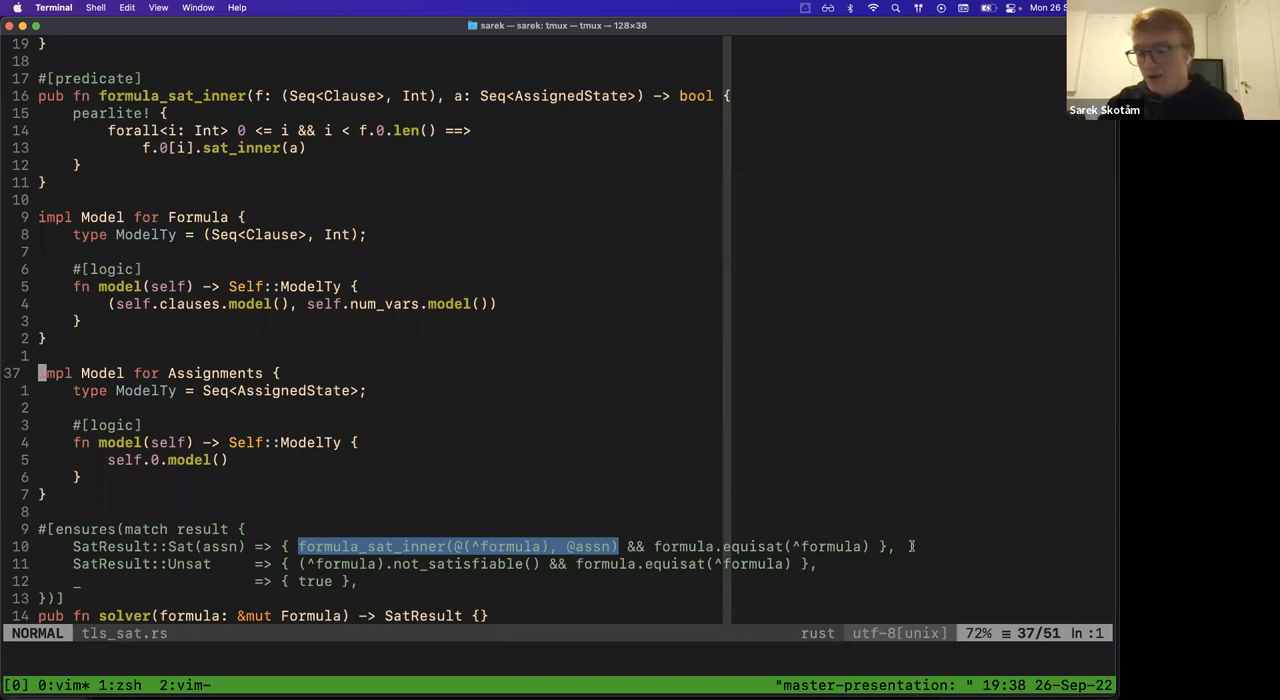 Terminal Shell Edit View Window Help Mon 26 S
sarek — sarek: tmux — tmux — 128×38
19 }
18
17 #[predicate]
16 pub fn formula_sat_inner(f: (Seq<Clause>, Int), a: Seq<AssignedState>) -> bool {
15     pearlite! {
14         forall<i: Int> 0 <= i && i < f.0.len() ==>
13             f.0[i].sat_inner(a)
12     }
11 }
10
9 impl Model for Formula {
8     type ModelTy = (Seq<Clause>, Int);
7
6     #[logic]
5     fn model(self) -> Self::ModelTy {
4         (self.clauses.model(), self.num_vars.model())
3     }
2 }
1
37 impl Model for Assignments {
1     type ModelTy = Seq<AssignedState>;
2
3     #[logic]
4     fn model(self) -> Self::ModelTy {
5         self.0.model()
6     }
7 }
8
9 #[ensures(match result {
10     SatResult::Sat(assn) => { formula_sat_inner(@(^formula), @assn) && formula.equisat(^formula) },
11     SatResult::Unsat     => { (^formula).not_satisfiable() && formula.equisat(^formula) },
12     _                    => { true },
13 })]
14 pub fn solver(formula: &mut Formula) -> SatResult {}
NORMAL tls_sat.rs rust utf-8[unix] 72% ≡ 37/51 ln :1
[0] 0:vim* 1:zsh  2:vim- "master-presentation: " 19:38 26-Sep-22
Sarek Skotåm